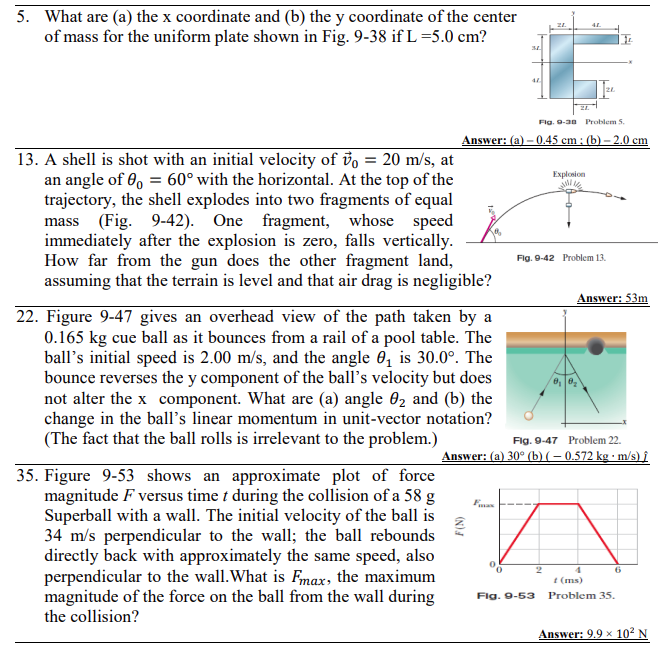 5. What are (a) the x coordinate and (b) the y coordinate of the center
of mass for the uniform plate shown in Fig. 9-38 if L =5.0 cm?
2L
4L
L
3L
x
4L
2L
2L
Fig. 9-38 Problem 5.
Answer: (a) – 0.45 cm ; (b) – 2.0 cm
13. A shell is shot with an initial velocity of v⃗₀ = 20 m/s, at
an angle of θ₀ = 60° with the horizontal. At the top of the
trajectory, the shell explodes into two fragments of equal
mass (Fig. 9-42). One fragment, whose speed
immediately after the explosion is zero, falls vertically.
How far from the gun does the other fragment land,
assuming that the terrain is level and that air drag is negligible?
Explosion
v⃗₀
θ₀
Fig. 9-42 Problem 13.
Answer: 53m
22. Figure 9-47 gives an overhead view of the path taken by a
0.165 kg cue ball as it bounces from a rail of a pool table. The
ball's initial speed is 2.00 m/s, and the angle θ₁ is 30.0°. The
bounce reverses the y component of the ball's velocity but does
not alter the x component. What are (a) angle θ₂ and (b) the
change in the ball's linear momentum in unit-vector notation?
(The fact that the ball rolls is irrelevant to the problem.)
y
θ₁ θ₂
x
Fig. 9-47 Problem 22.
Answer: (a) 30° (b) ( – 0.572 kg · m/s) ĵ
35. Figure 9-53 shows an approximate plot of force
magnitude F versus time t during the collision of a 58 g
Superball with a wall. The initial velocity of the ball is
34 m/s perpendicular to the wall; the ball rebounds
directly back with approximately the same speed, also
perpendicular to the wall.What is Fmax, the maximum
magnitude of the force on the ball from the wall during
the collision?
Fmax
F (N)
0
0 2 4 6
t (ms)
Fig. 9-53 Problem 35.
Answer: 9.9 × 10² N